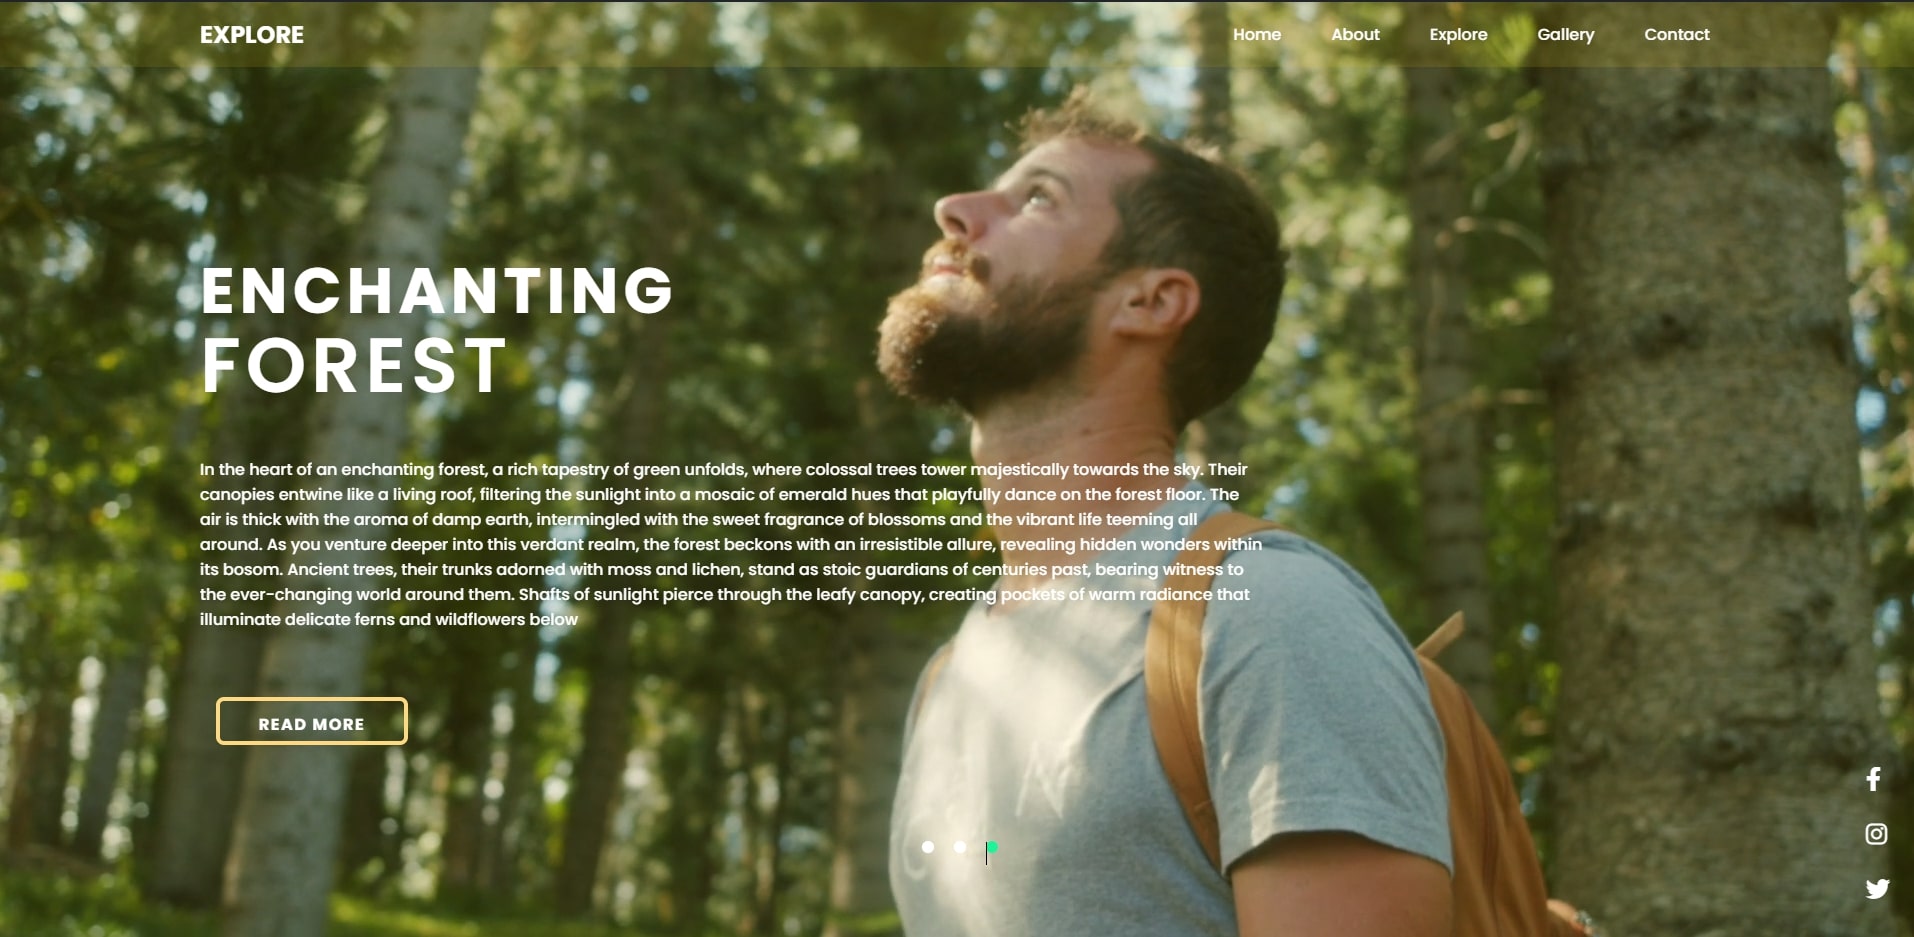 EXPLORE
Home About Explore Gallery Contact
ENCHANTING
FOREST
In the heart of an enchanting forest, a rich tapestry of green unfolds, where colossal trees tower majestically towards the sky. Their
canopies entwine like a living roof, filtering the sunlight into a mosaic of emerald hues that playfully dance on the forest floor. The
air is thick with the aroma of damp earth, intermingled with the sweet fragrance of blossoms and the vibrant life teeming all
around. As you venture deeper into this verdant realm, the forest beckons with an irresistible allure, revealing hidden wonders within
its bosom. Ancient trees, their trunks adorned with moss and lichen, stand as stoic guardians of centuries past, bearing witness to
the ever-changing world around them. Shafts of sunlight pierce through the leafy canopy, creating pockets of warm radiance that
illuminate delicate ferns and wildflowers below
READ MORE